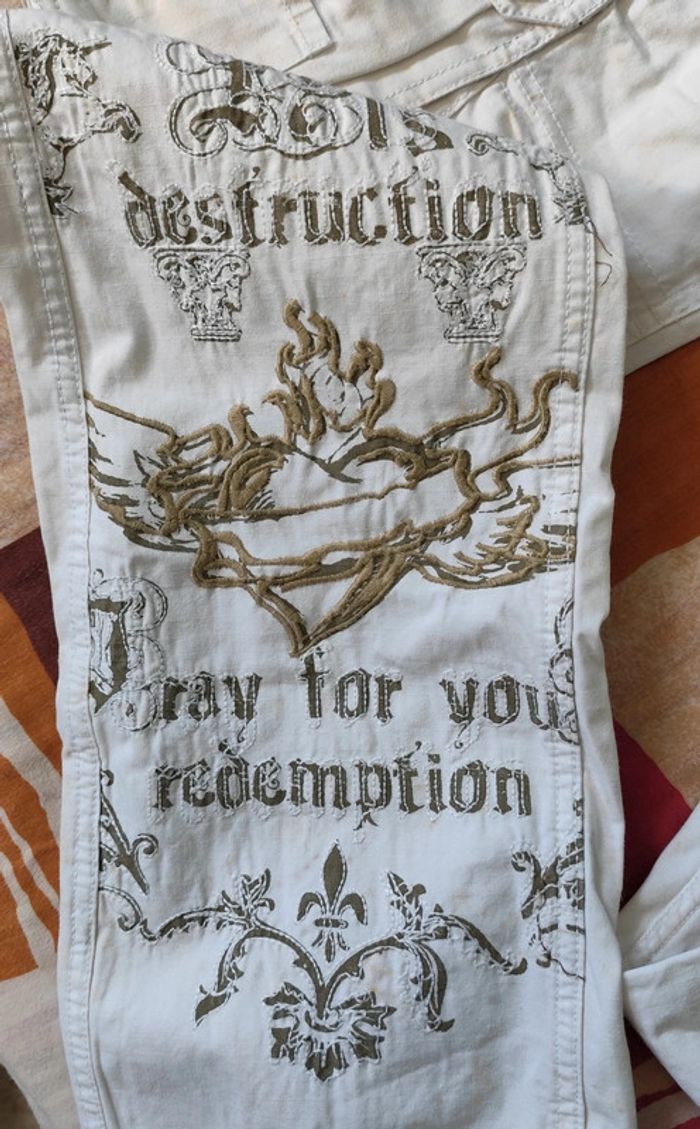 destruction
Pray for you
redemption